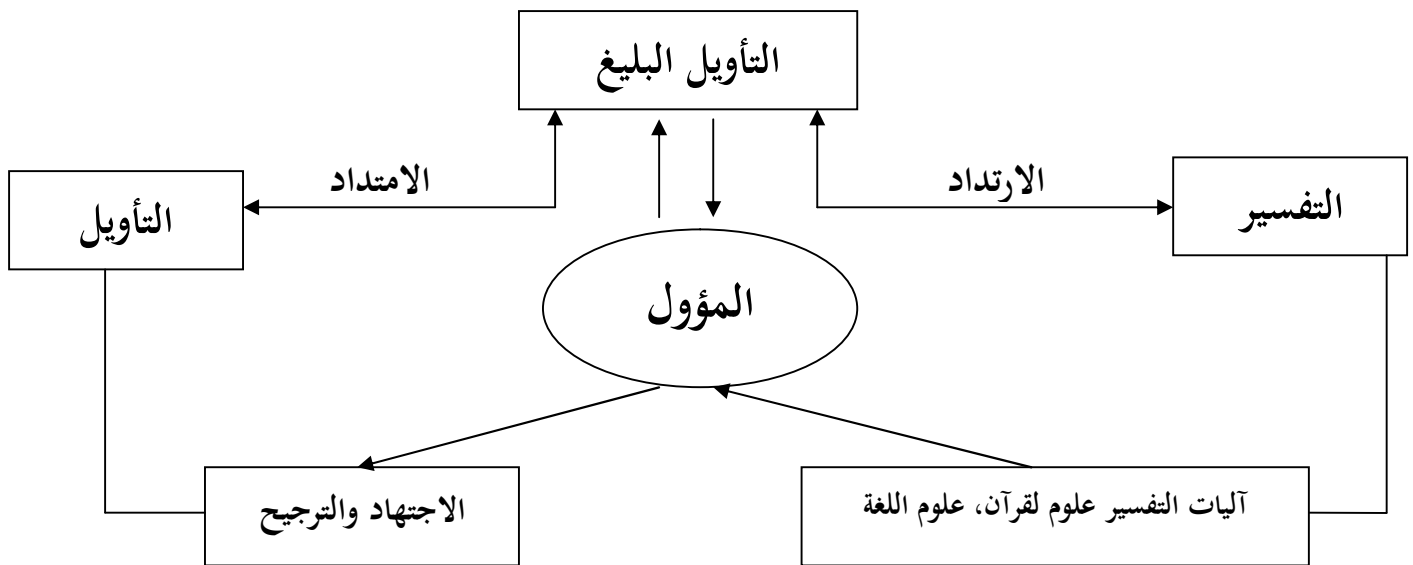 التأويل البليغ
الارتداد
الامتداد
التفسير
التأويل
المؤول
آليات التفسير علوم لقرآن، علوم اللغة
الاجتهاد والترجيح